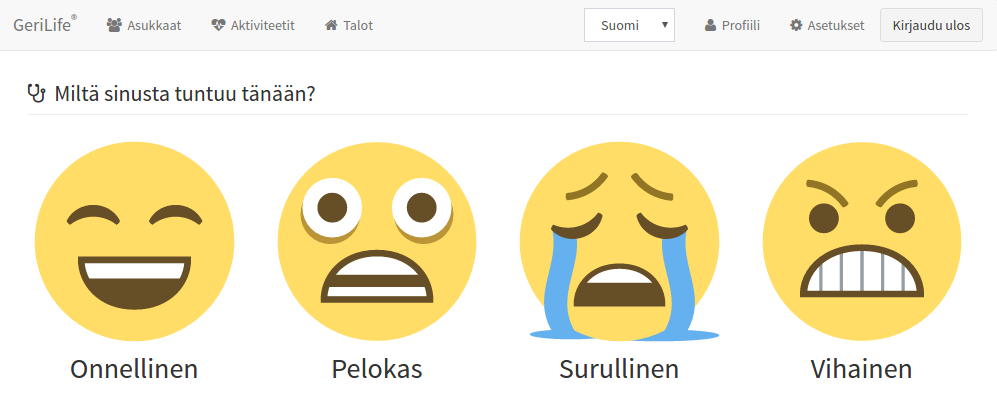 GeriLife® Asukkaat Aktiviteetit Talot Suomi Profiili Asetukset Kirjaudu ulos
Miltä sinusta tuntuu tänään?
Onnellinen Pelokas Surullinen Vihainen